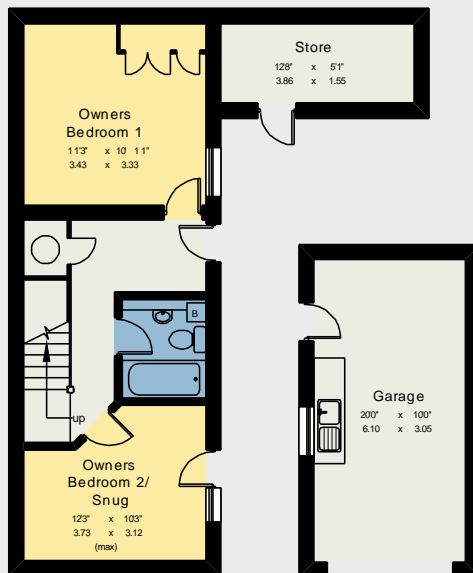 Store
12'8" x 5'1"
3.86 x 1.55
Owners
Bedroom 1
11'3" x 10' 11"
3.43 x 3.33
B
up
Garage
20'0" x 10'0"
6.10 x 3.05
Owners
Bedroom 2/
Snug
12'3" x 10'3"
3.73 x 3.12
(max)